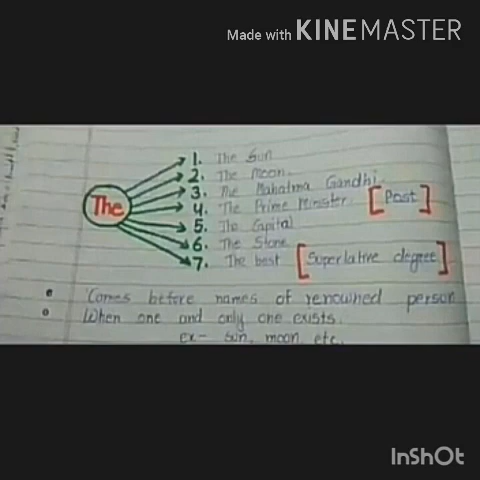 Made with KINEMASTER
The
1. The Sun
2. The Moon.
3. The Mahatma Gandhi.
4. The Prime Minister. [Post]
5. The Capital
6. The Stone
7. The best [Superlative degree]
Comes before names of renowned person
When one and only one exists.
ex- sun, moon etc.
InShOt